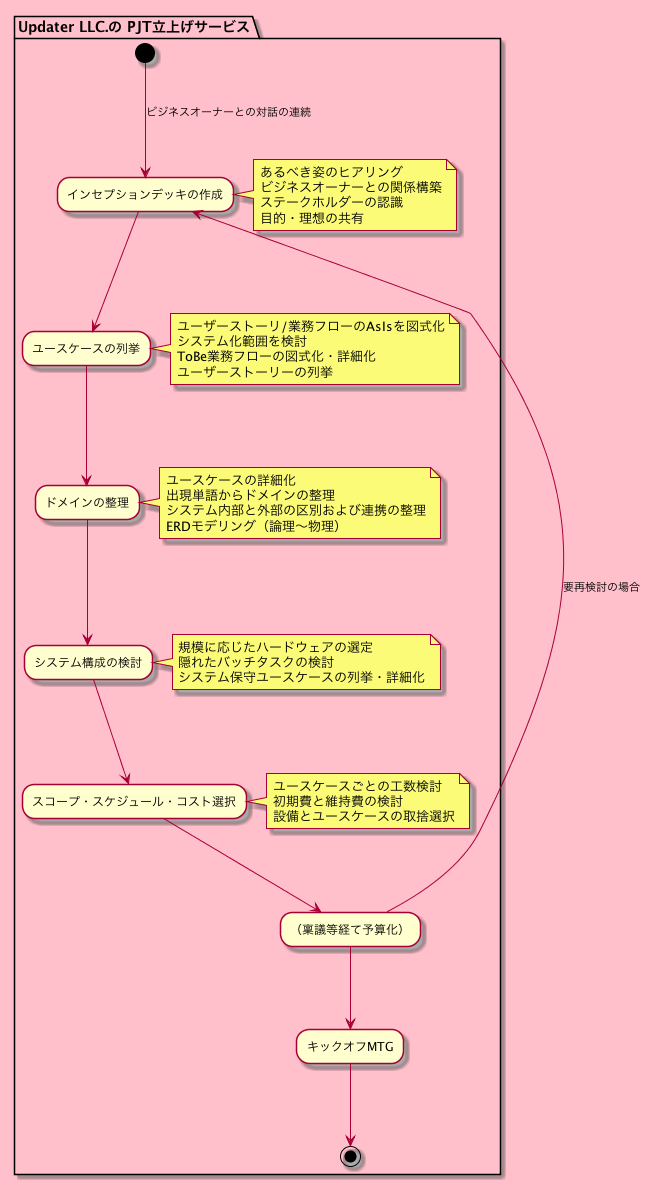 Updater LLC.の PJT立上げサービス
ビジネスオーナーとの対話の連続
インセプションデッキの作成
あるべき姿のヒアリング
ビジネスオーナーとの関係構築
ステークホルダーの認識
目的・理想の共有
ユースケースの列挙
ユーザーストーリ/業務フローのAsIsを図式化
システム化範囲を検討
ToBe業務フローの図式化・詳細化
ユーザーストーリーの列挙
ドメインの整理
ユースケースの詳細化
出現単語からドメインの整理
システム内部と外部の区別および連携の整理
ERDモデリング（論理〜物理）
要再検討の場合
システム構成の検討
規模に応じたハードウェアの選定
隠れたバッチタスクの検討
システム保守ユースケースの列挙・詳細化
スコープ・スケジュール・コスト選択
ユースケースごとの工数検討
初期費と維持費の検討
設備とユースケースの取捨選択
（稟議等経て予算化）
キックオフMTG